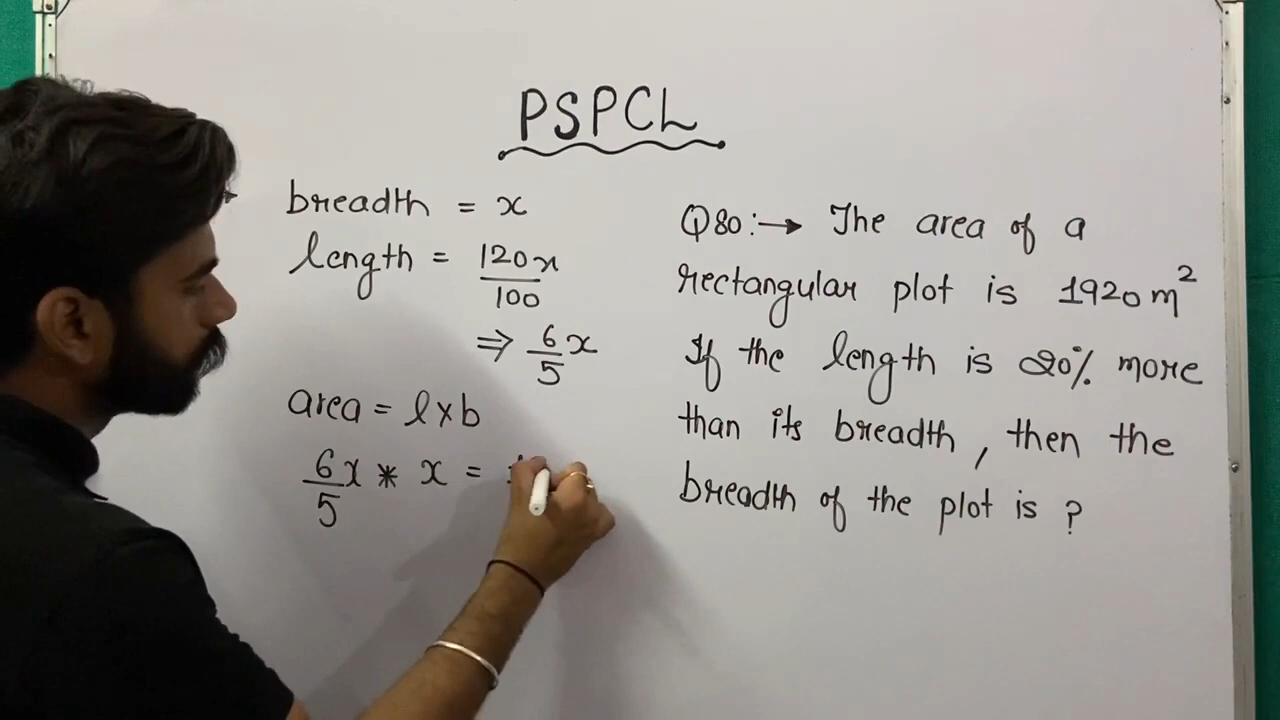 PSPCL
breadth = x
length = 120x/100
⇒ 6/5 x
area = l x b
6/5 x * x =
Q80:→ The area of a
rectangular plot is 1920 m²
If the length is 20% more
than its breadth, then the
breadth of the plot is ?